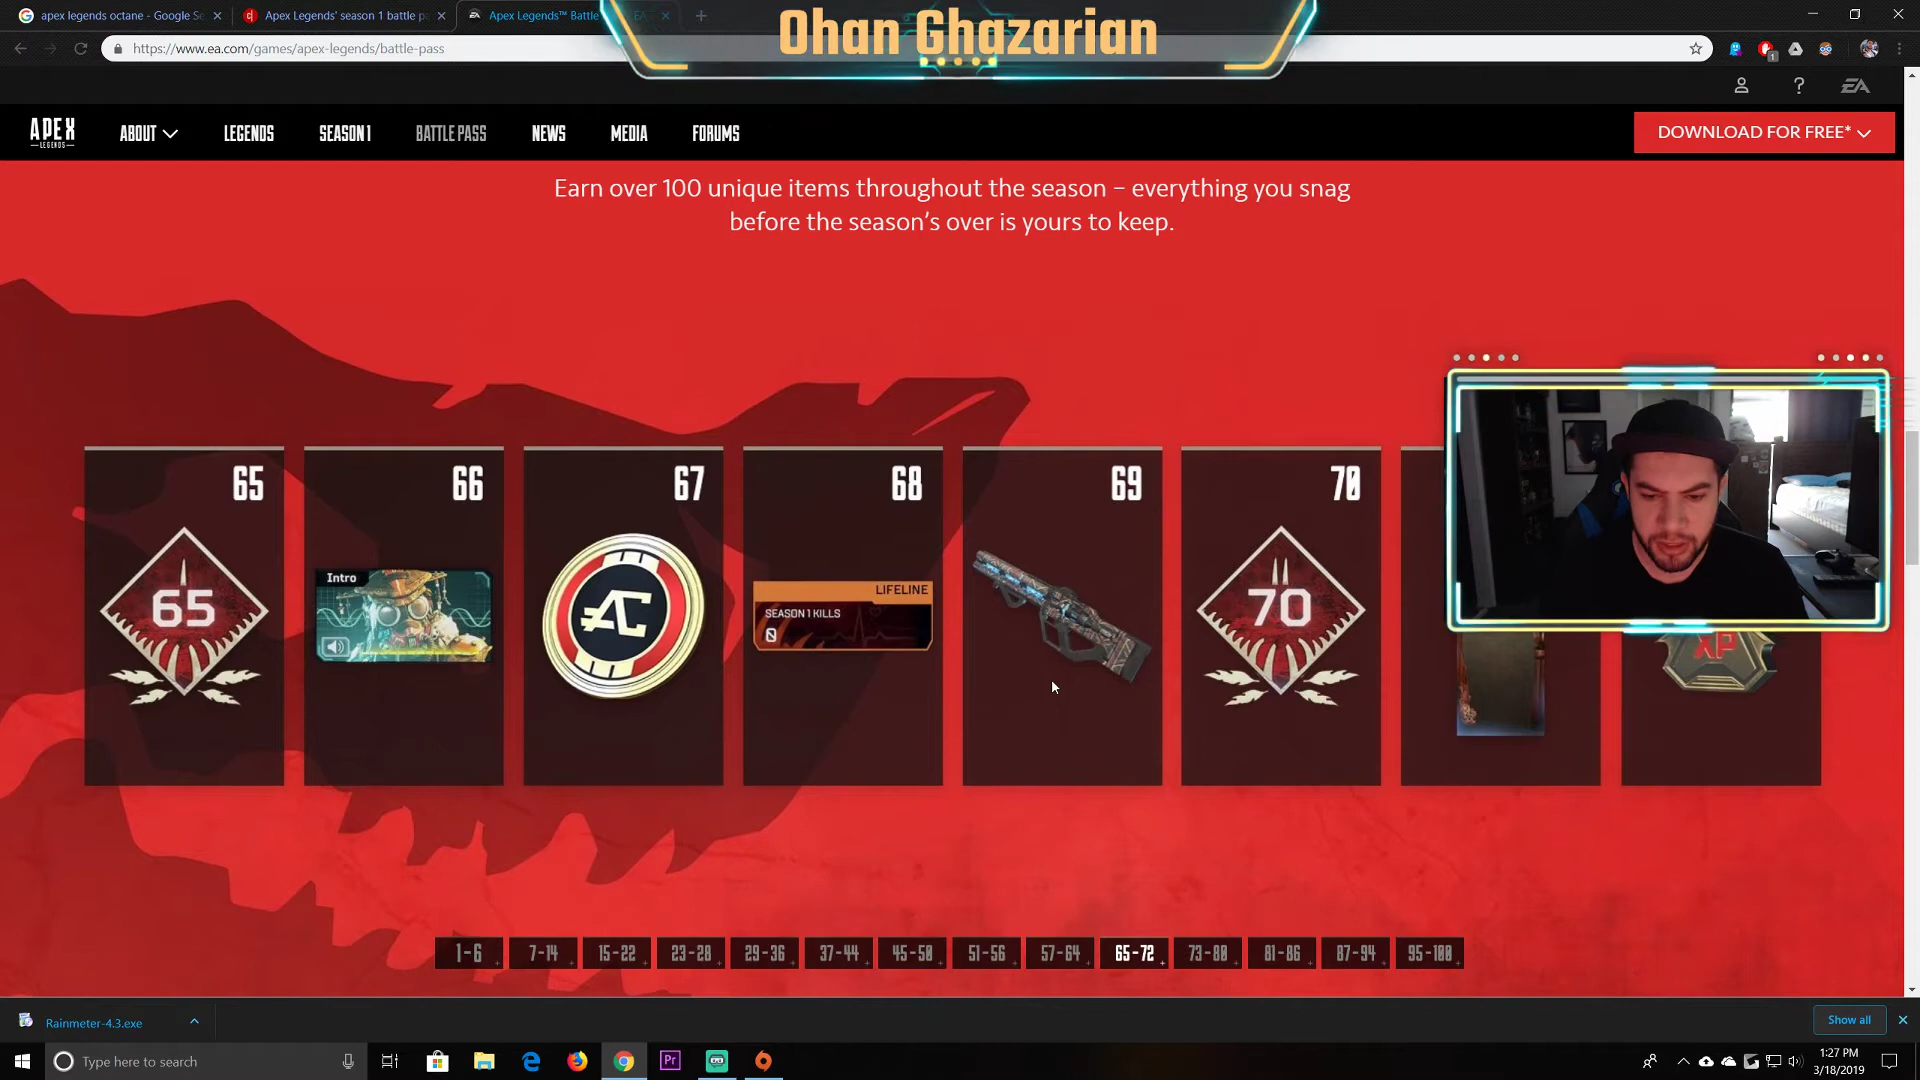 apex legends octane - Google Se
Apex Legends' season 1 battle pa
Apex Legends™ Battle
Ohan Ghazarian
https://www.ea.com/games/apex-legends/battle-pass
1
EA
APEX
LEGENDS
ABOUT
LEGENDS
SEASON 1
BATTLE PASS
NEWS
MEDIA
FORUMS
DOWNLOAD FOR FREE*
Earn over 100 unique items throughout the season – everything you snag
before the season's over is yours to keep.
65
66
67
68
69
70
65
Intro
AC
LIFELINE
SEASON 1 KILLS
0
70
XP
1-6
7-14
15-22
23-28
29-36
37-44
45-50
51-56
57-64
65-72
73-80
81-86
87-94
95-100
Rainmeter-4.3.exe
Show all
Type here to search
Pr
1:27 PM
3/18/2019